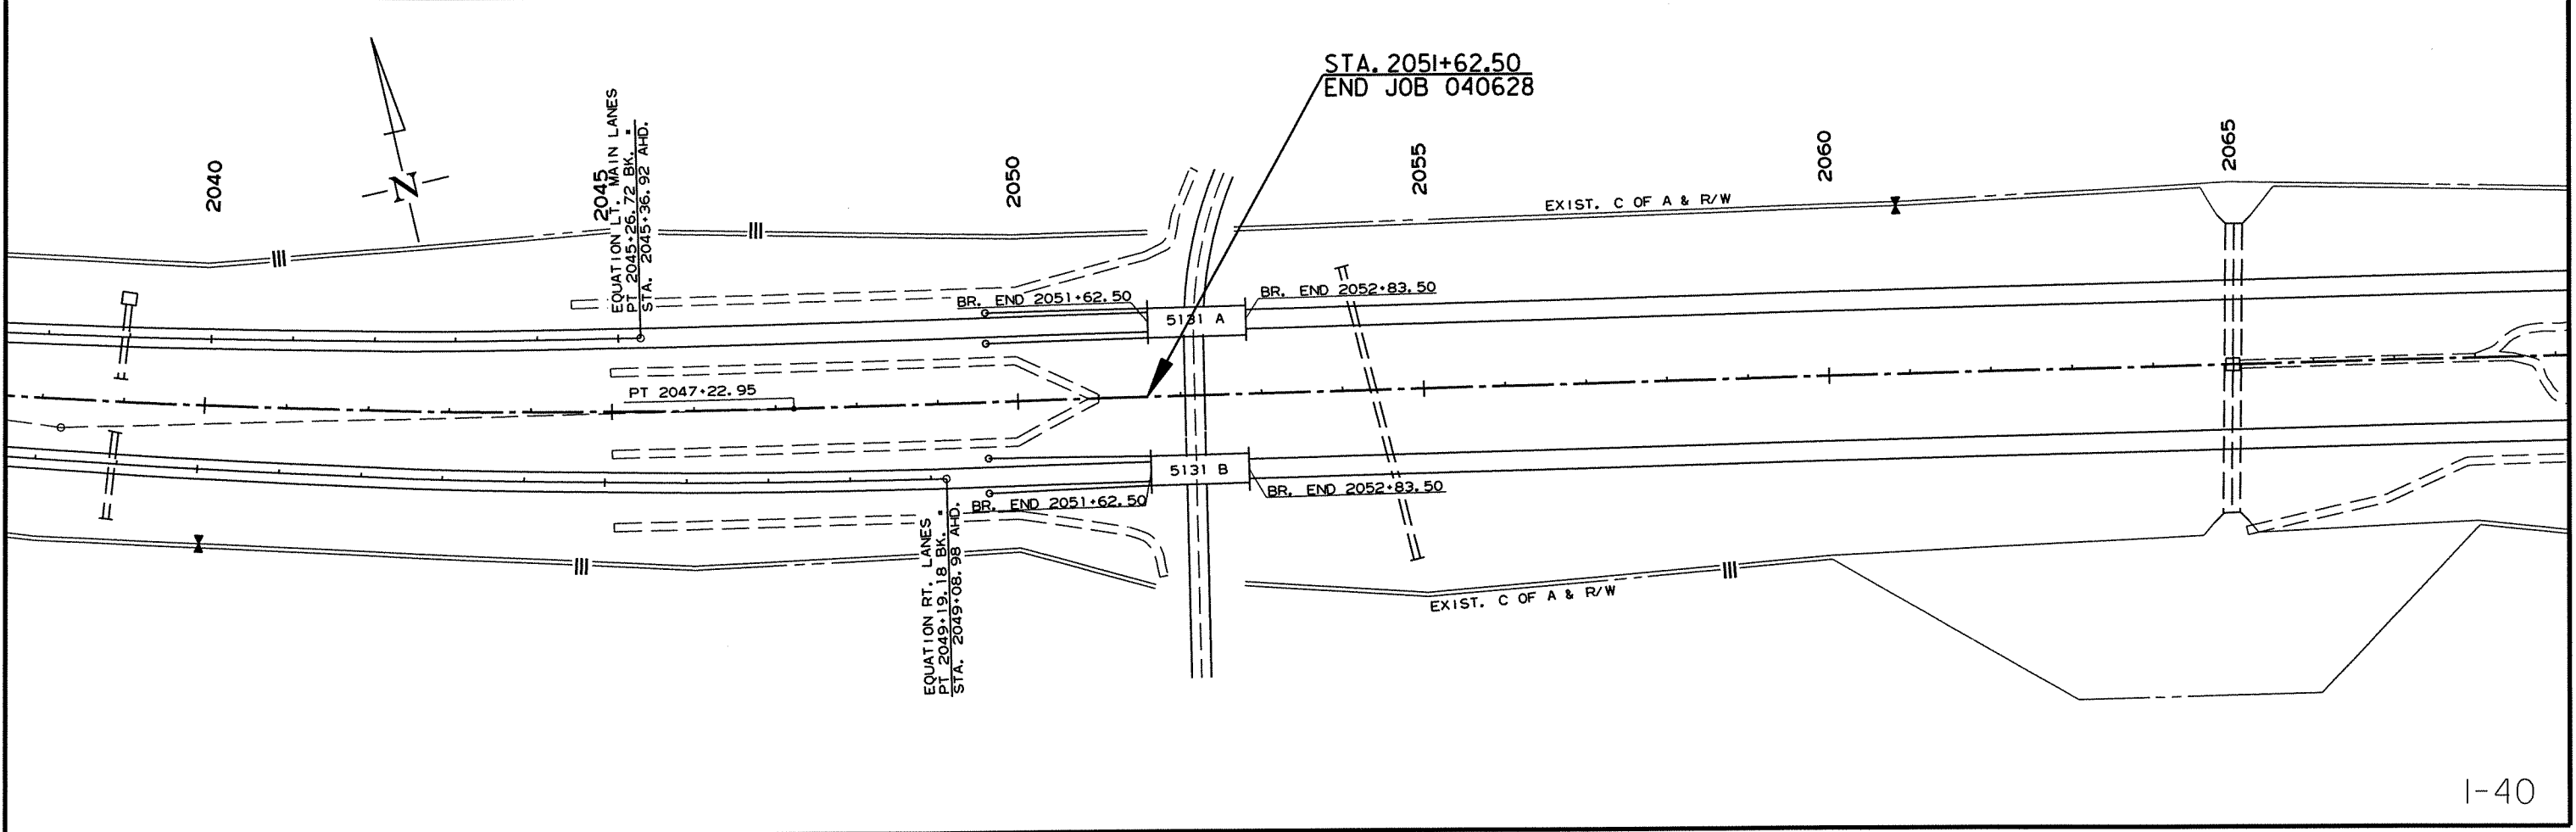 STA. 2051+62.50
END JOB 040628
2040
2045
EQUATION LT. MAIN LANES
PT 2045+26.72 BK. =
STA. 2045+36.92 AHD.
2050
2055
2060
2065
N
EXIST. C OF A & R/W
BR. END 2051+62.50
BR. END 2052+83.50
5131 A
PT 2047+22.95
5131 B
BR. END 2051+62.50
BR. END 2052+83.50
EQUATION RT. LANES
PT 2049+19.18 BK. =
STA. 2049+08.98 AHD.
EXIST. C OF A & R/W
I-40